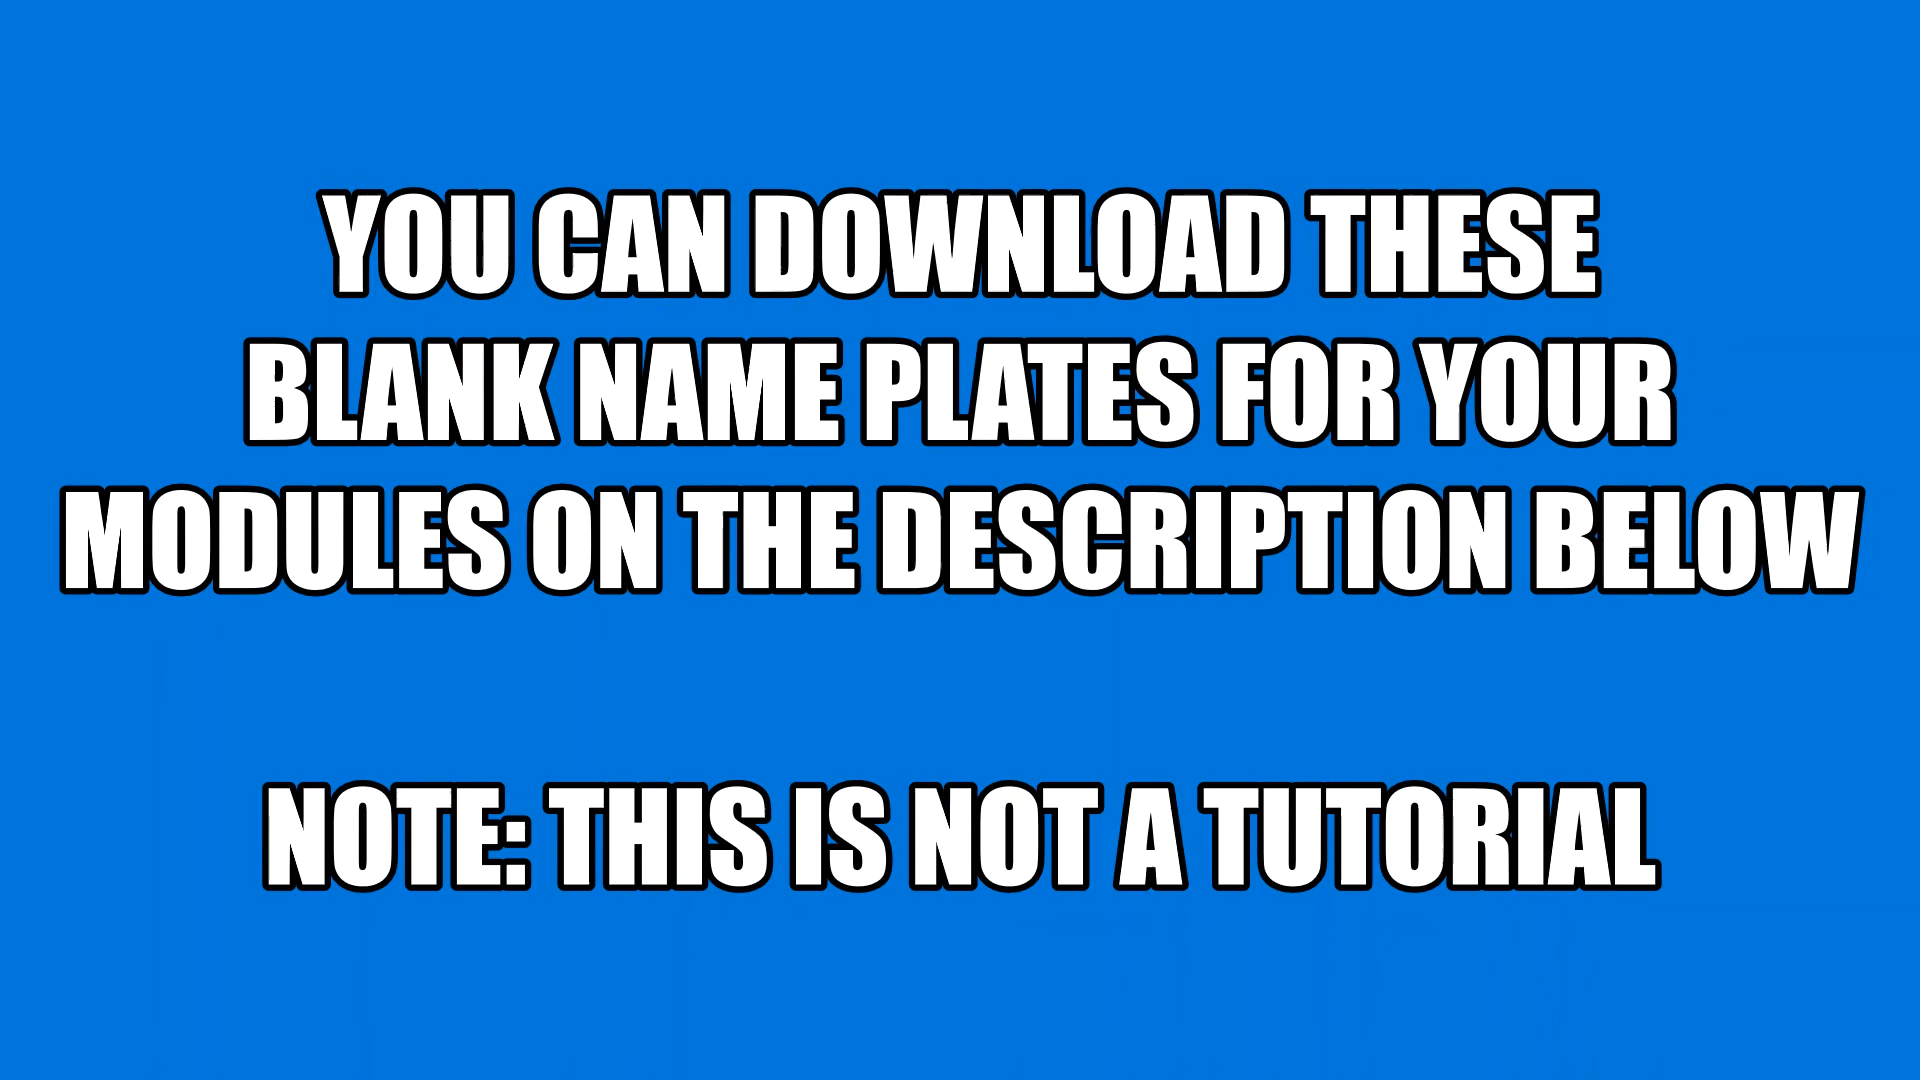 YOU CAN DOWNLOAD THESE
BLANK NAME PLATES FOR YOUR
MODULES ON THE DESCRIPTION BELOW
NOTE: THIS IS NOT A TUTORIAL